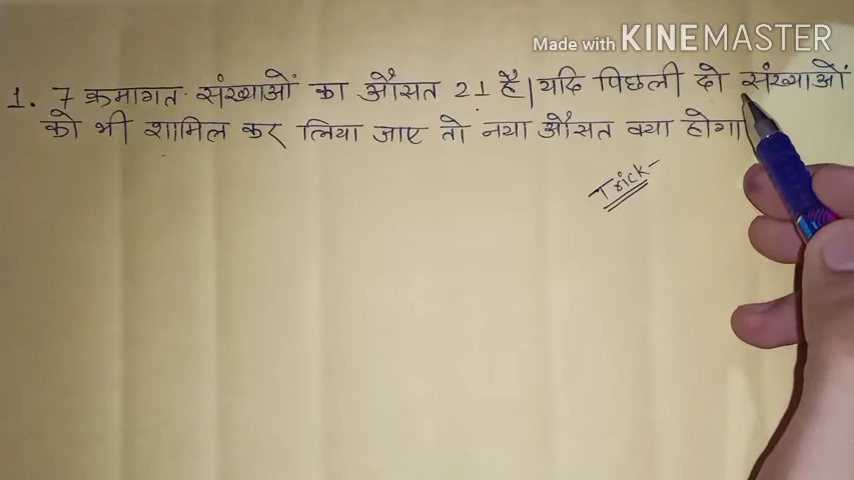 Made with KINEMASTER
1. 7 क्रमागत संख्याओं का औसत 21 है। यदि पिछली दो संख्याओं
को भी शामिल कर लिया जाए तो नया औसत क्या होगा
Trick-